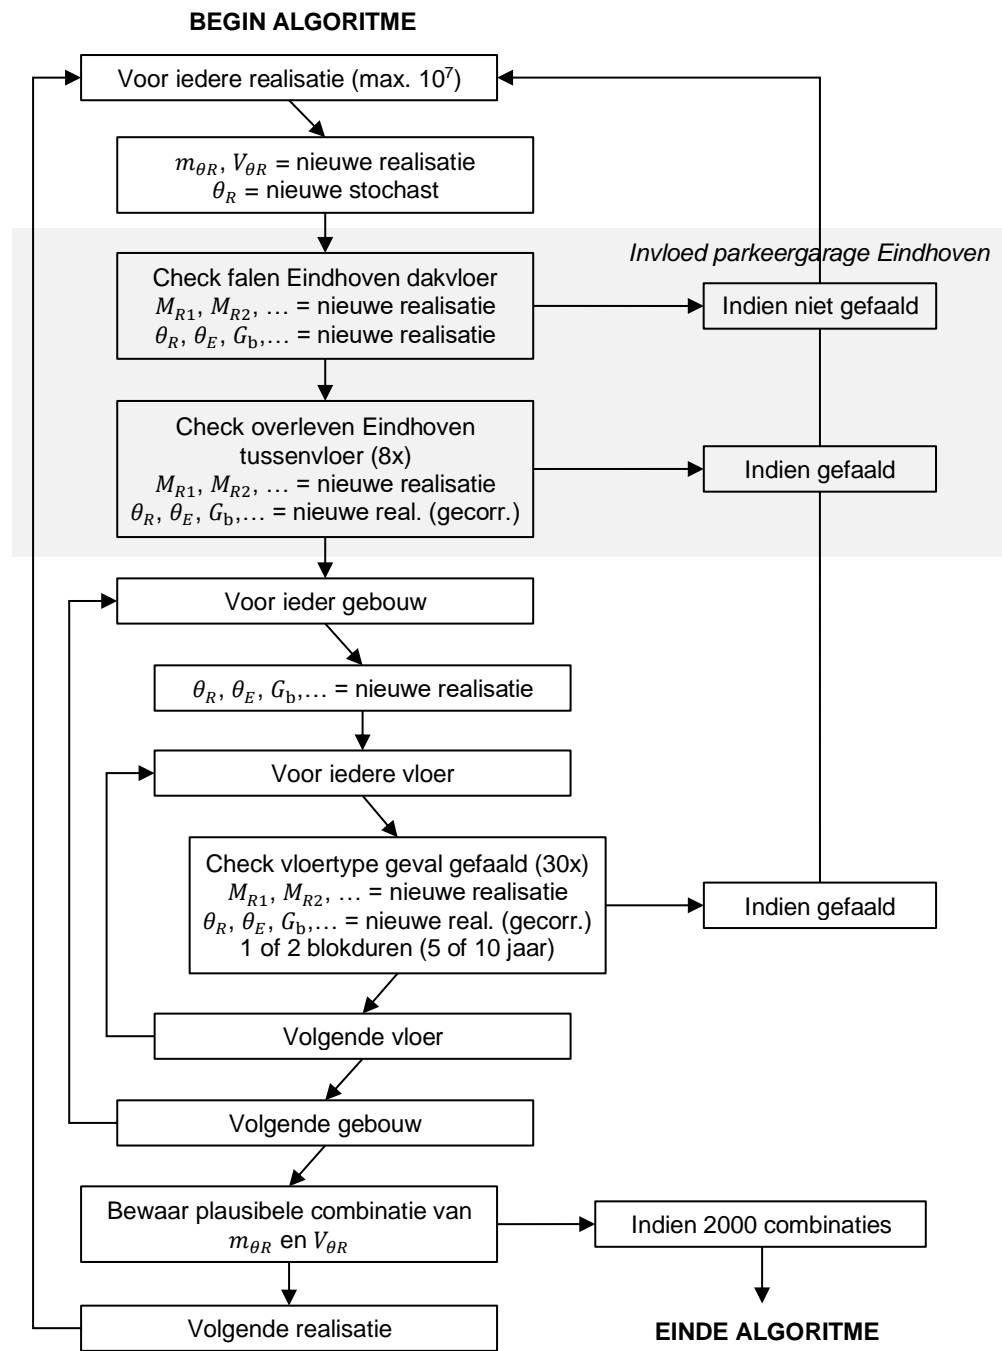 BEGIN ALGORITME
Voor iedere realisatie (max. 10⁷)
m_θR, V_θR = nieuwe realisatie
θ_R = nieuwe stochast
Invloed parkeergarage Eindhoven
Check falen Eindhoven dakvloer
M_R1, M_R2, … = nieuwe realisatie
θ_R, θ_E, G_b,… = nieuwe realisatie
Indien niet gefaald
Check overleven Eindhoven
tussenvloer (8x)
M_R1, M_R2, … = nieuwe realisatie
θ_R, θ_E, G_b,… = nieuwe real. (gecorr.)
Indien gefaald
Voor ieder gebouw
θ_R, θ_E, G_b,… = nieuwe realisatie
Voor iedere vloer
Check vloertype geval gefaald (30x)
M_R1, M_R2, … = nieuwe realisatie
θ_R, θ_E, G_b,… = nieuwe real. (gecorr.)
1 of 2 blokduren (5 of 10 jaar)
Indien gefaald
Volgende vloer
Volgende gebouw
Bewaar plausibele combinatie van
m_θR en V_θR
Indien 2000 combinaties
Volgende realisatie
EINDE ALGORITME